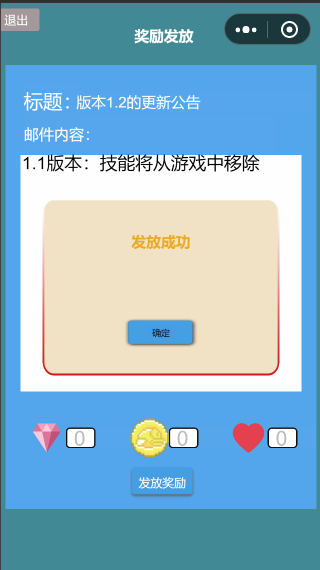 退出
奖励发放
标题：版本1.2的更新公告
邮件内容：
1.1版本：技能将从游戏中移除
发放成功
确定
0
0
0
发放奖励